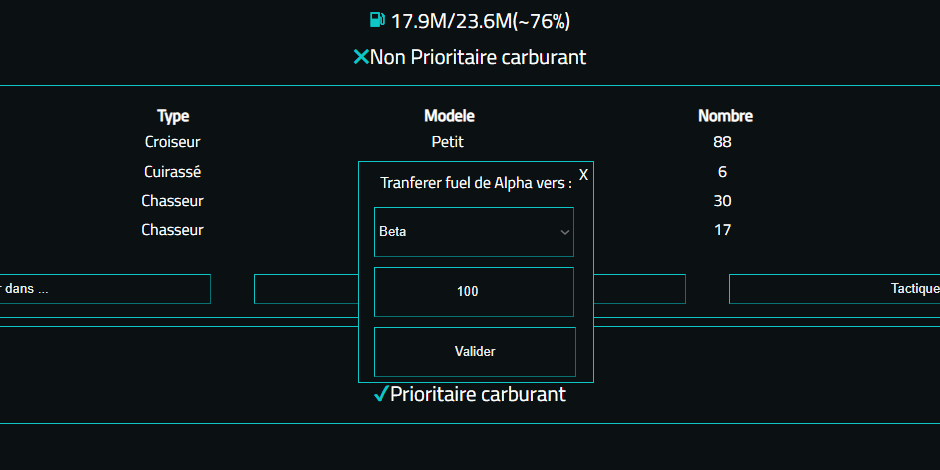 17.9M/23.6M(~76%)
Non Prioritaire carburant
Type Modele Nombre
Croiseur Petit 88
Cuirassé 6
Chasseur 30
Chasseur 17
X
Tranferer fuel de Alpha vers :
Beta
100
Valider
r dans ...
Tactique
Prioritaire carburant